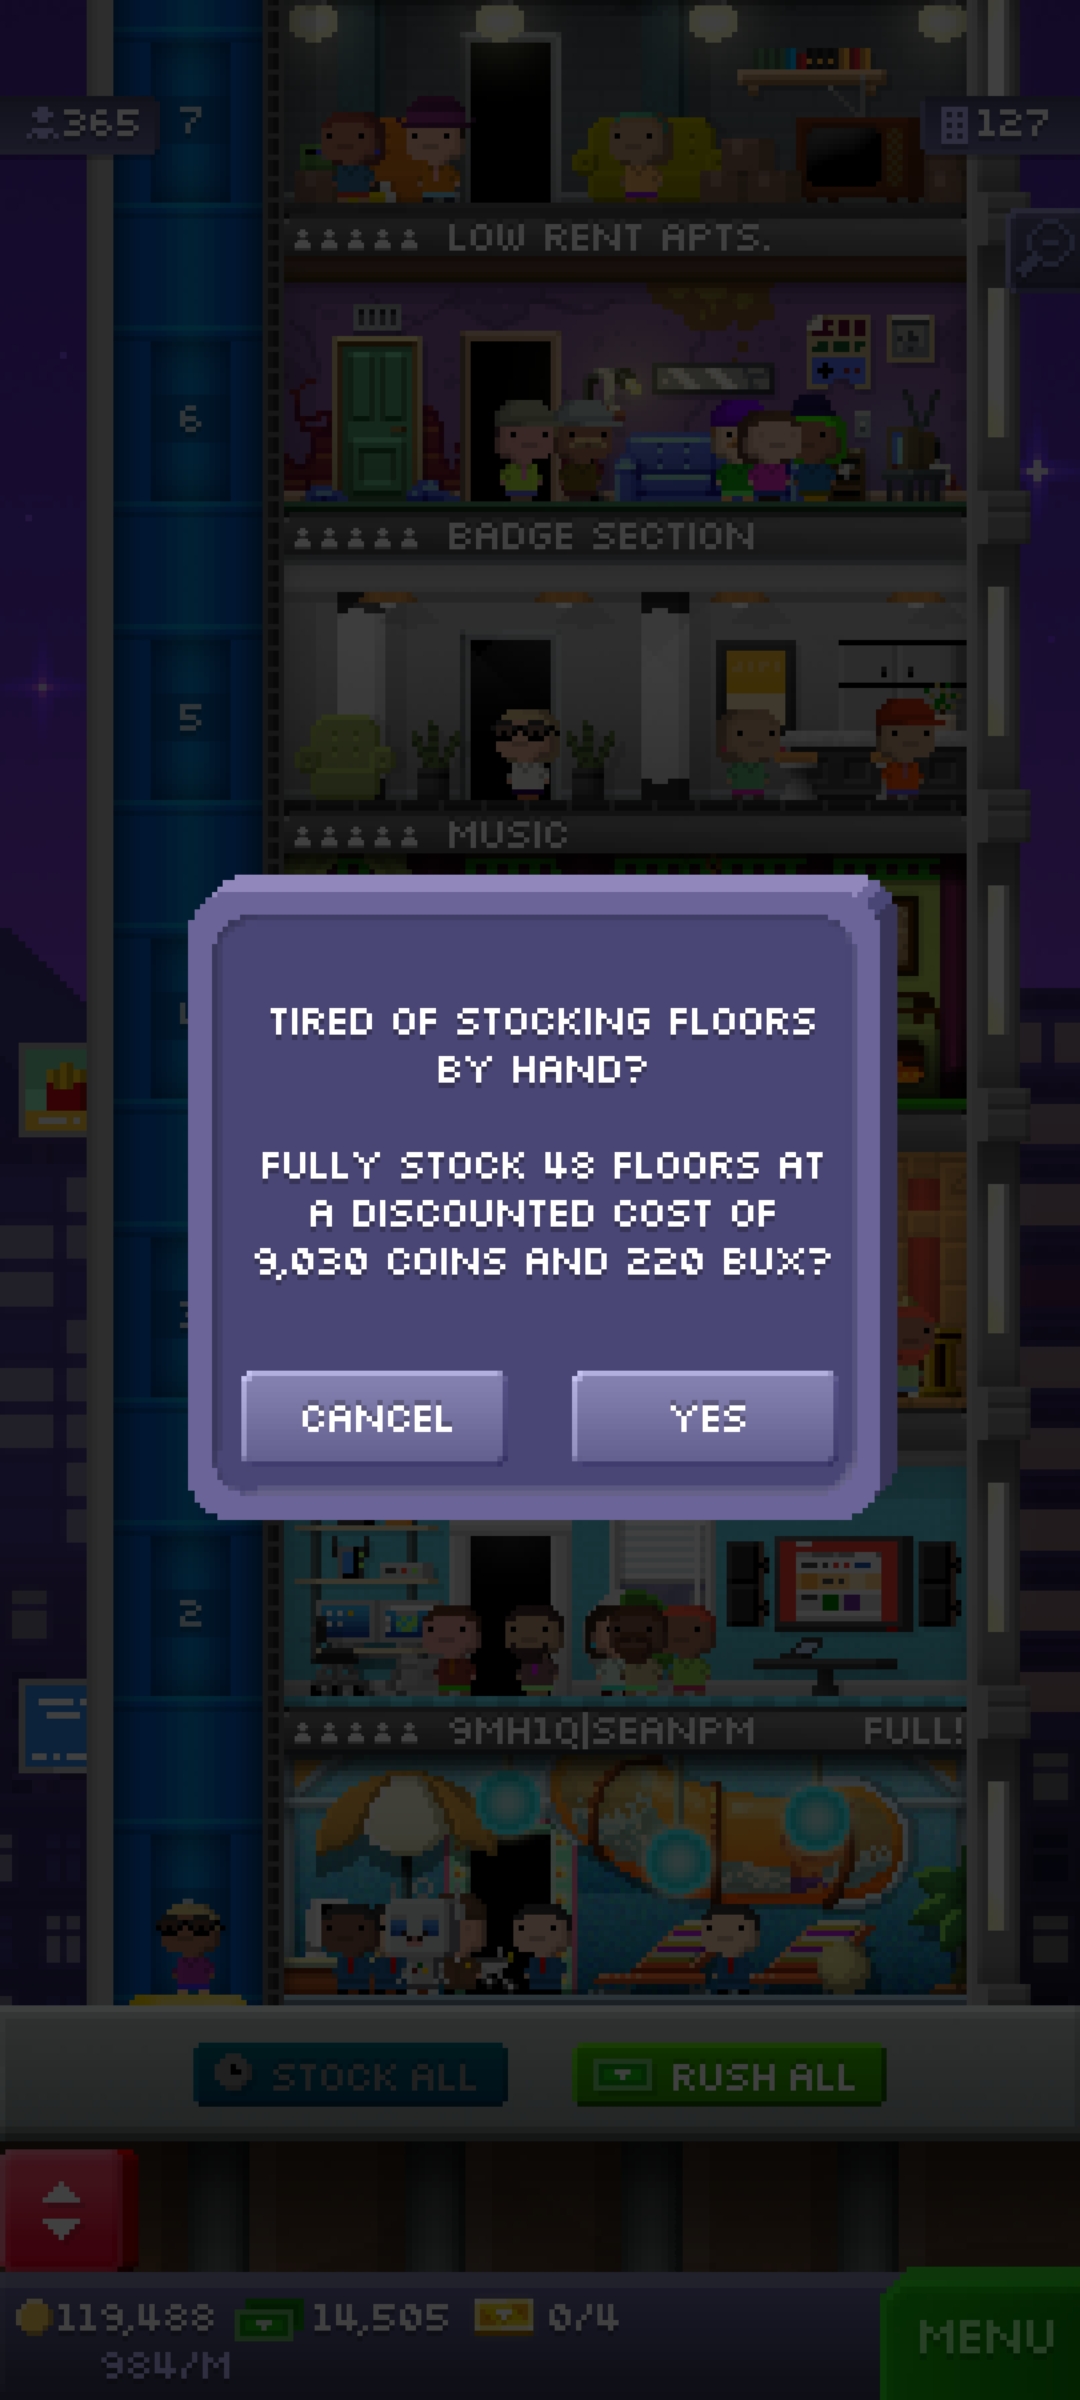 365
7
127
LOW RENT APTS.
6
BADGE SECTION
5
MUSIC
TIRED OF STOCKING FLOORS
BY HAND?
FULLY STOCK 48 FLOORS AT
A DISCOUNTED COST OF
9,030 COINS AND 220 BUX?
CANCEL
YES
2
9MH1Q|SEANPM
FULL!
STOCK ALL
RUSH ALL
119,488
14,505
0/4
984/M
MENU